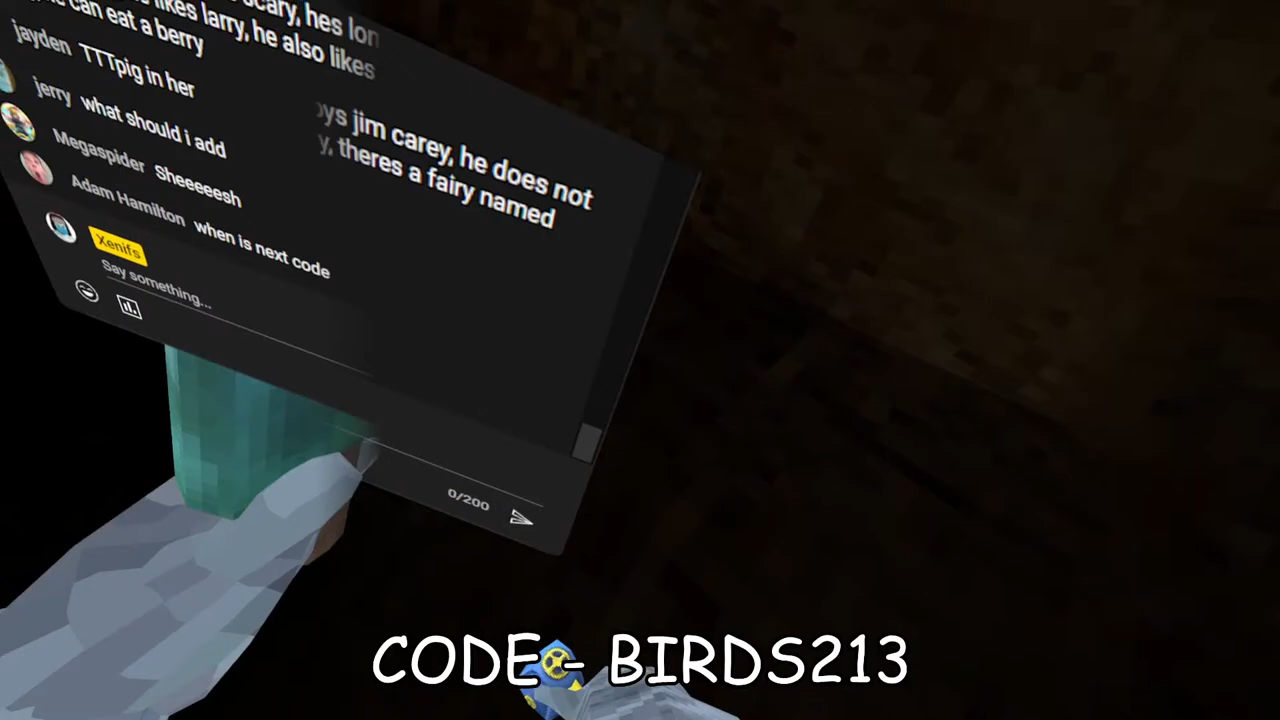 scary, hes lon
likes larry, he also likes
can eat a berry
jayden TTTpig in her
jerry what should i add
Megaspider Sheeeeesh
Adam Hamilton when is next code
jim carey, he does not
theres a fairy named
Xenifs
Say something...
0/200
CODE - BIRDS213